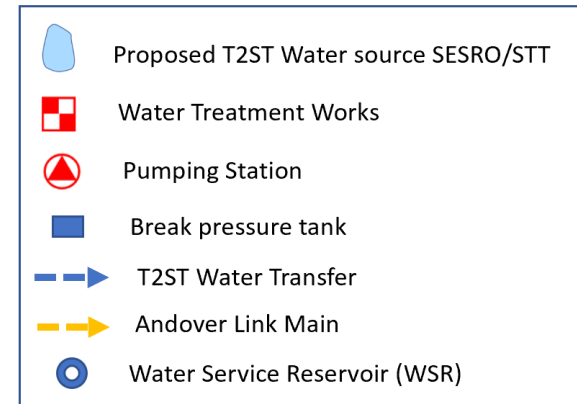 Proposed T2ST Water source SESRO/STT
Water Treatment Works
Pumping Station
Break pressure tank
T2ST Water Transfer
Andover Link Main
Water Service Reservoir (WSR)